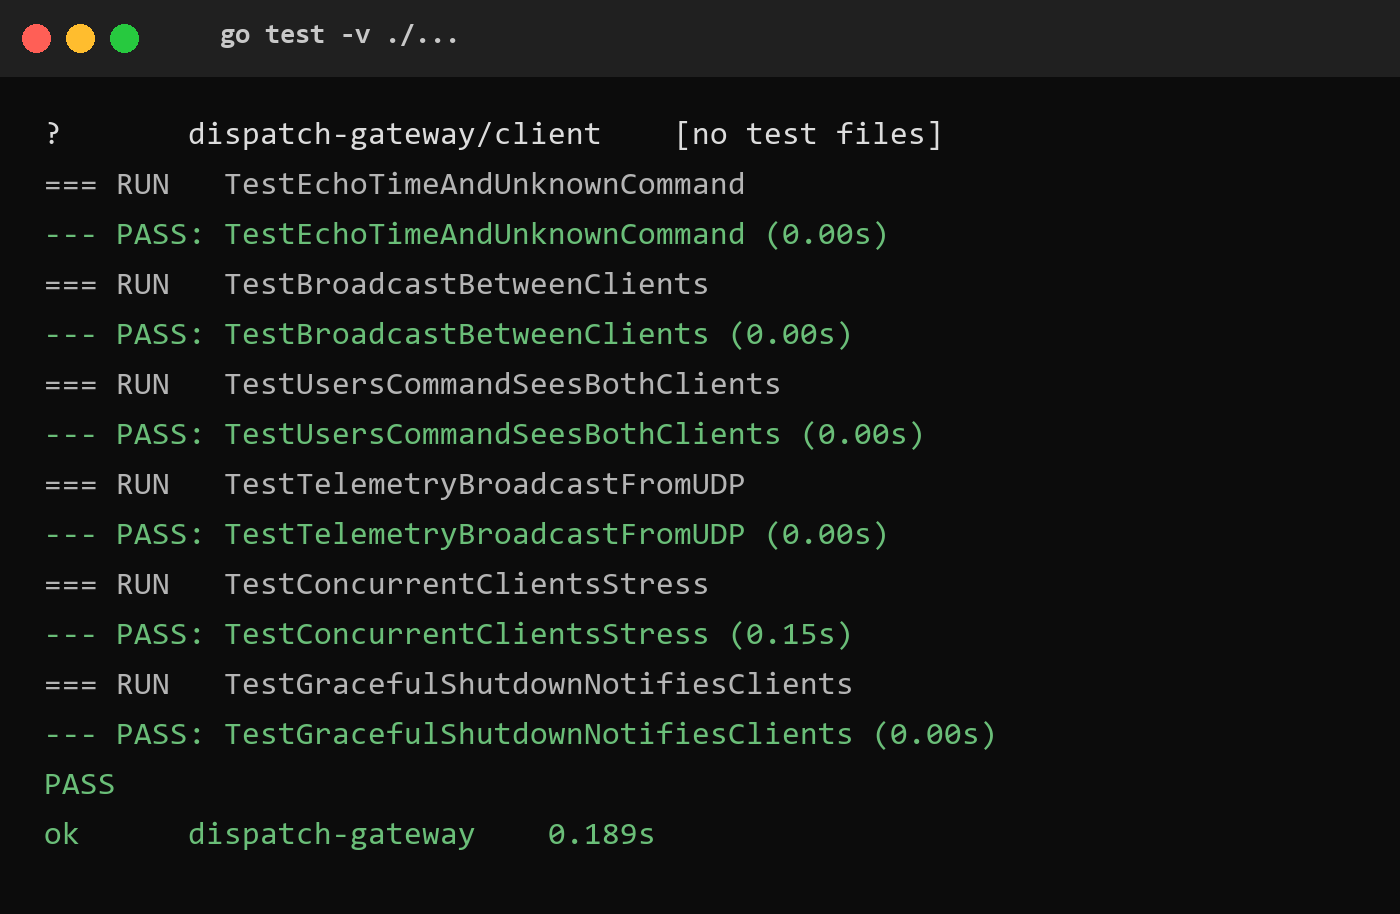 go test -v ./...
? dispatch-gateway/client [no test files]
=== RUN TestEchoTimeAndUnknownCommand
--- PASS: TestEchoTimeAndUnknownCommand (0.00s)
=== RUN TestBroadcastBetweenClients
--- PASS: TestBroadcastBetweenClients (0.00s)
=== RUN TestUsersCommandSeesBothClients
--- PASS: TestUsersCommandSeesBothClients (0.00s)
=== RUN TestTelemetryBroadcastFromUDP
--- PASS: TestTelemetryBroadcastFromUDP (0.00s)
=== RUN TestConcurrentClientsStress
--- PASS: TestConcurrentClientsStress (0.15s)
=== RUN TestGracefulShutdownNotifiesClients
--- PASS: TestGracefulShutdownNotifiesClients (0.00s)
PASS
ok dispatch-gateway 0.189s